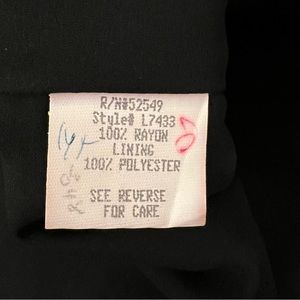 R/N#52549
Style# L7433
100% RAYON
LINING
100% POLYESTER
SEE REVERSE
FOR CARE